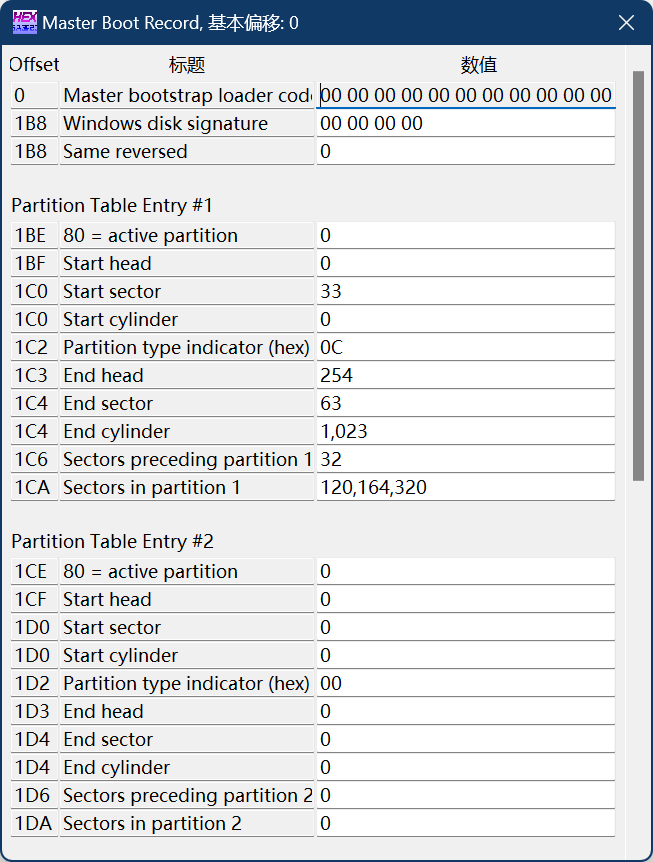 Master Boot Record, 基本偏移: 0
Offset 标题 数值
0 Master bootstrap loader cod 00 00 00 00 00 00 00 00 00 00 00
1B8 Windows disk signature 00 00 00 00
1B8 Same reversed 0
Partition Table Entry #1
1BE 80 = active partition 0
1BF Start head 0
1C0 Start sector 33
1C0 Start cylinder 0
1C2 Partition type indicator (hex) 0C
1C3 End head 254
1C4 End sector 63
1C4 End cylinder 1,023
1C6 Sectors preceding partition 1 32
1CA Sectors in partition 1 120,164,320
Partition Table Entry #2
1CE 80 = active partition 0
1CF Start head 0
1D0 Start sector 0
1D0 Start cylinder 0
1D2 Partition type indicator (hex) 00
1D3 End head 0
1D4 End sector 0
1D4 End cylinder 0
1D6 Sectors preceding partition 2 0
1DA Sectors in partition 2 0